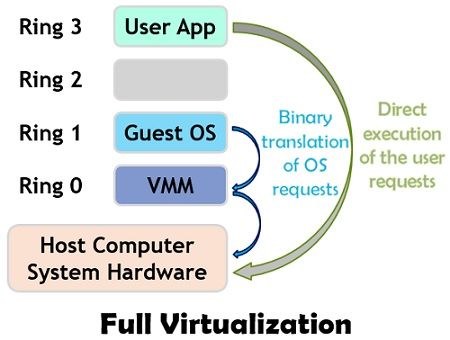 Ring 3
User App
Ring 2
Ring 1
Guest OS
Ring 0
VMM
Binary
translation
of OS
requests
Direct
execution
of the user
requests
Host Computer
System Hardware
Full Virtualization